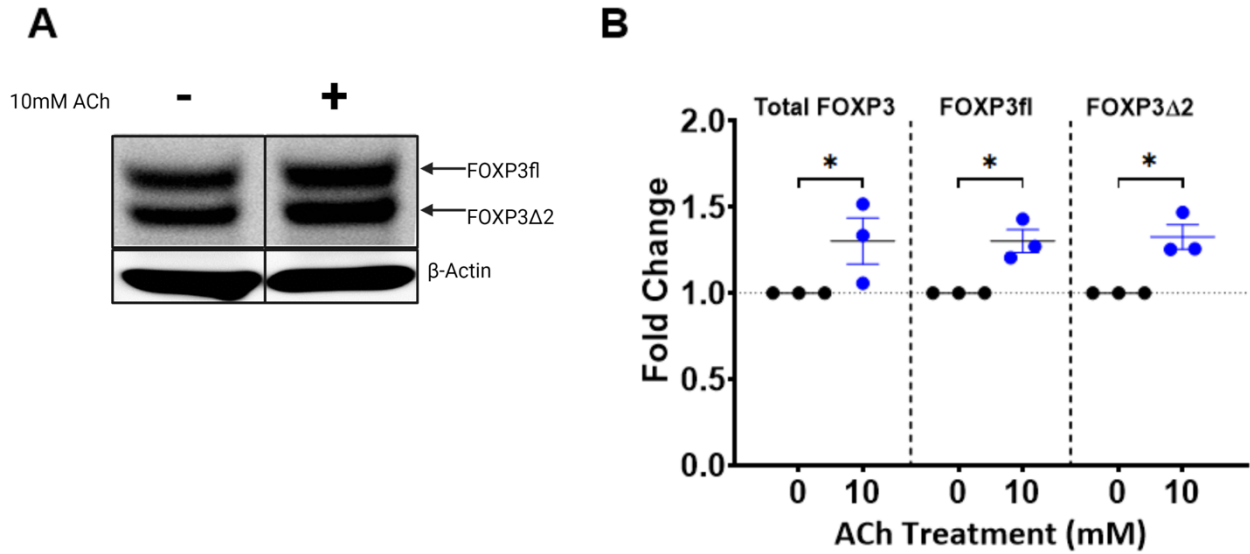 A
10mM ACh - +
FOXP3fl
FOXP3Δ2
β-Actin
B
Total FOXP3 FOXP3fl FOXP3Δ2
* * *
2.0
1.5
1.0
0.5
0.0
Fold Change
0 10 0 10 0 10
ACh Treatment (mM)